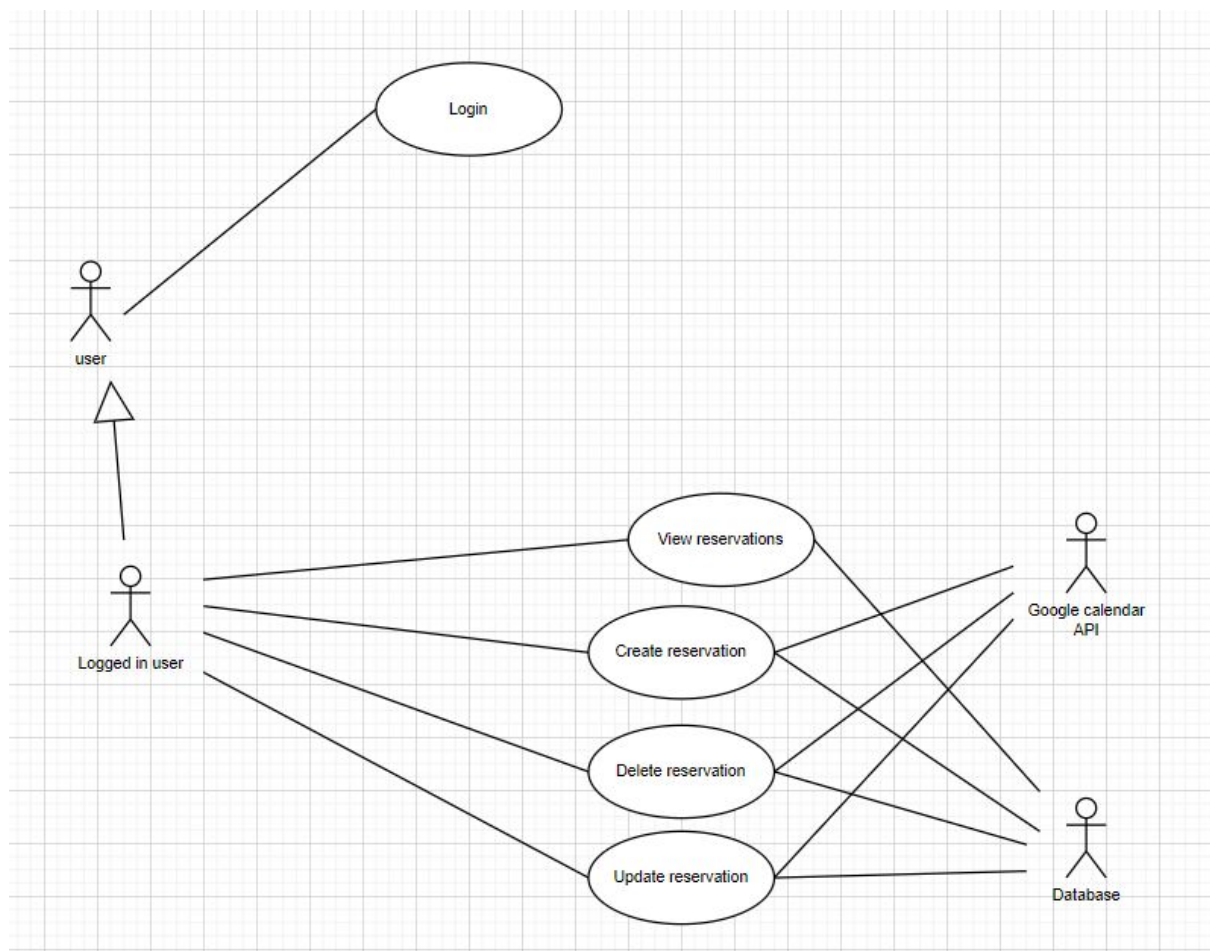 Login
user
View reservations
Google calendar
API
Create reservation
Logged in user
Delete reservation
Update reservation
Database